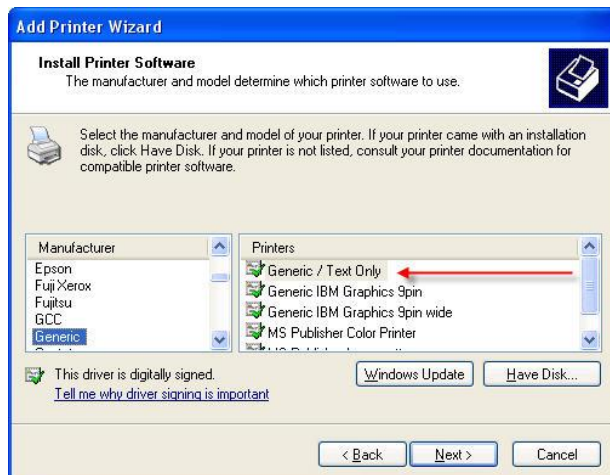 Add Printer Wizard
Install Printer Software
The manufacturer and model determine which printer software to use.
Select the manufacturer and model of your printer. If your printer came with an installation
disk, click Have Disk. If your printer is not listed, consult your printer documentation for
compatible printer software.
Manufacturer
Epson
Fuji Xerox
Fujitsu
GCC
Generic
Printers
Generic / Text Only
Generic IBM Graphics 9pin
Generic IBM Graphics 9pin wide
MS Publisher Color Printer
This driver is digitally signed.
Tell me why driver signing is important
Windows Update
Have Disk...
< Back
Next >
Cancel